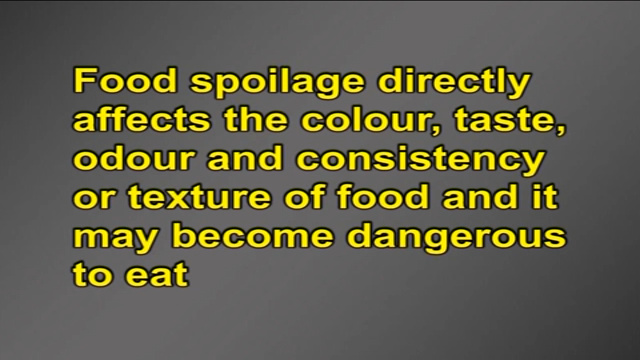 Food spoilage directly
affects the colour, taste,
odour and consistency
or texture of food and it
may become dangerous
to eat